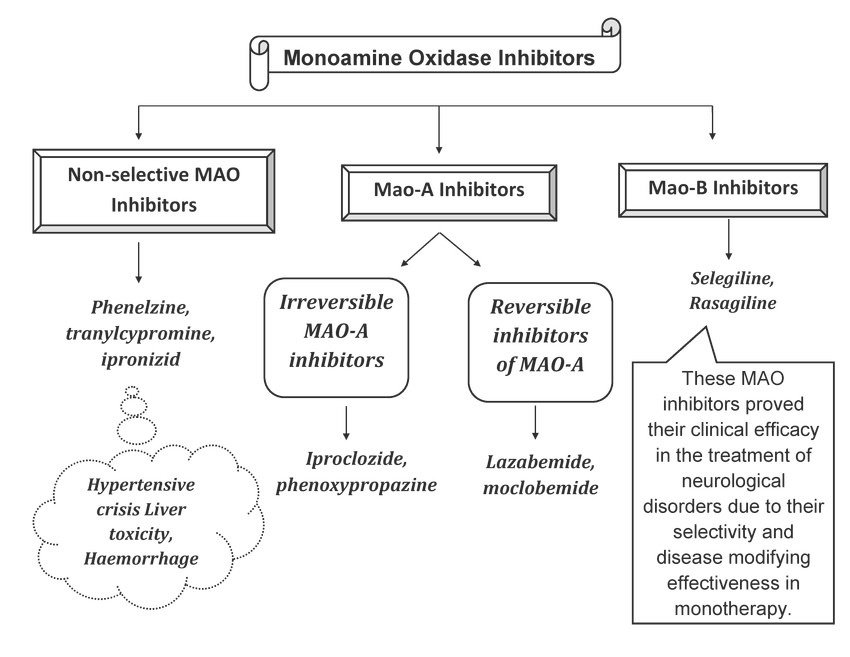 Monoamine Oxidase Inhibitors
Non-selective MAO
Inhibitors
Mao-A Inhibitors
Mao-B Inhibitors
Phenelzine,
tranylcypromine,
ipronizid
Irreversible
MAO-A
inhibitors
Reversible
inhibitors
of MAO-A
Selegiline,
Rasagiline
Iproclozide,
phenoxypropazine
Lazabemide,
moclobemide
Hypertensive
crisis Liver
toxicity,
Haemorrhage
These MAO
inhibitors proved
their clinical efficacy
in the treatment of
neurological
disorders due to their
selectivity and
disease modifying
effectiveness in
monotherapy.